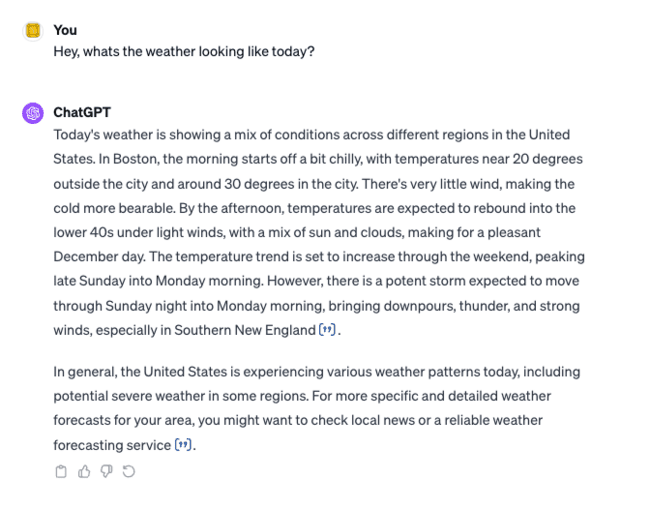 You
Hey, whats the weather looking like today?
ChatGPT
Today's weather is showing a mix of conditions across different regions in the United
States. In Boston, the morning starts off a bit chilly, with temperatures near 20 degrees
outside the city and around 30 degrees in the city. There's very little wind, making the
cold more bearable. By the afternoon, temperatures are expected to rebound into the
lower 40s under light winds, with a mix of sun and clouds, making for a pleasant
December day. The temperature trend is set to increase through the weekend, peaking
late Sunday into Monday morning. However, there is a potent storm expected to move
through Sunday night into Monday morning, bringing downpours, thunder, and strong
winds, especially in Southern New England ["].
In general, the United States is experiencing various weather patterns today, including
potential severe weather in some regions. For more specific and detailed weather
forecasts for your area, you might want to check local news or a reliable weather
forecasting service ["].